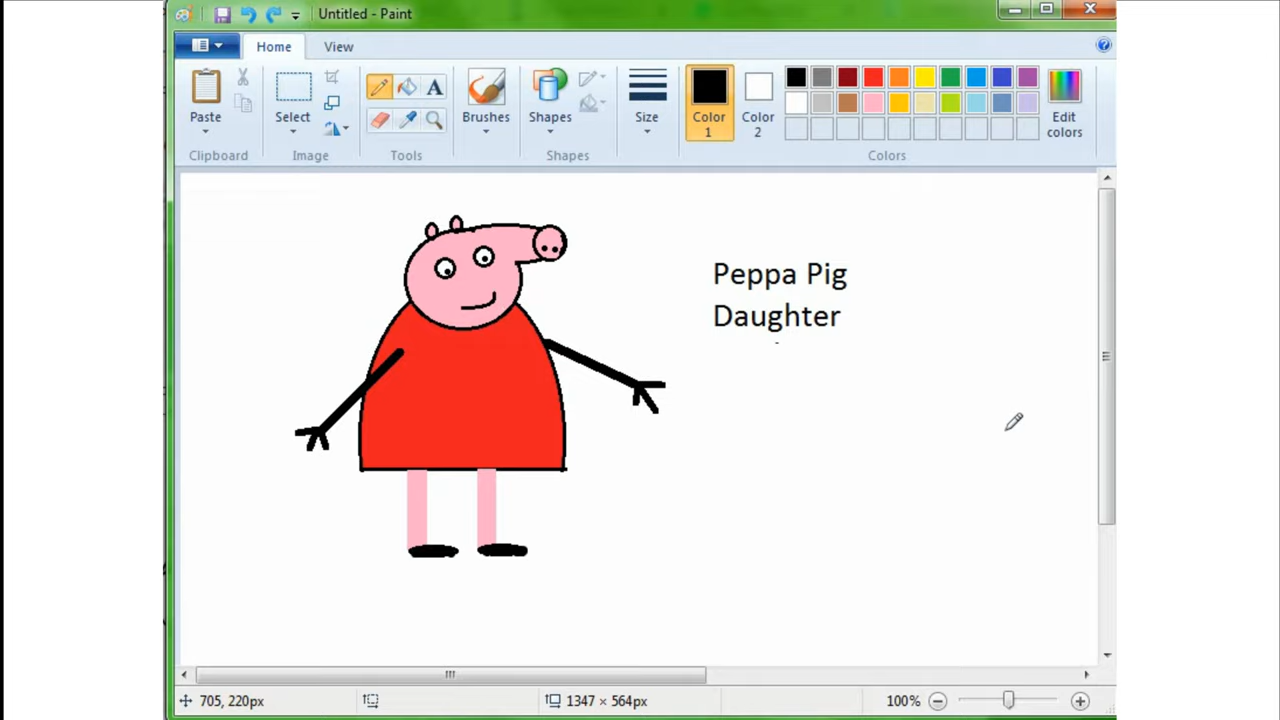 Untitled - Paint
Home View
Paste Select Brushes Shapes Size Color 1 Color 2 Edit colors
Clipboard Image Tools Shapes Colors
Peppa Pig
Daughter
705, 220px 1347 × 564px 100%